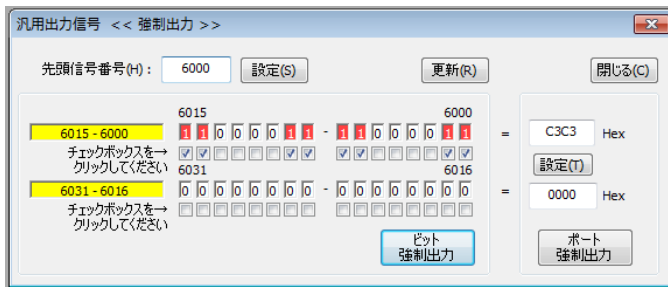 汎用出力信号 << 強制出力 >>
先頭信号番号(H): 6000 設定(S) 更新(R) 閉じる(C)
6015 6000
6015 - 6000 1 1 0 0 0 0 1 1 - 1 1 0 0 0 0 1 1 = C3C3 Hex
チェックボックスを→
クリックしてください
設定(T)
6031 6016
6031 - 6016 0 0 0 0 0 0 0 0 - 0 0 0 0 0 0 0 0 = 0000 Hex
チェックボックスを→
クリックしてください
ビット
強制出力
ポート
強制出力